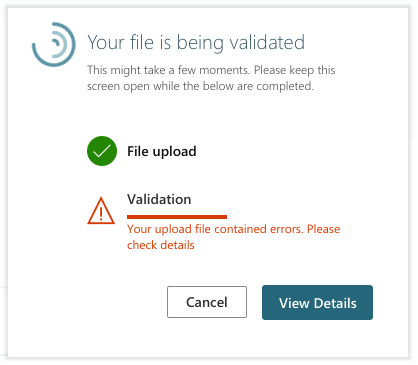 Your file is being validated
This might take a few moments. Please keep this
screen open while the below are completed.
File upload
Validation
Your upload file contained errors. Please
check details
Cancel
View Details